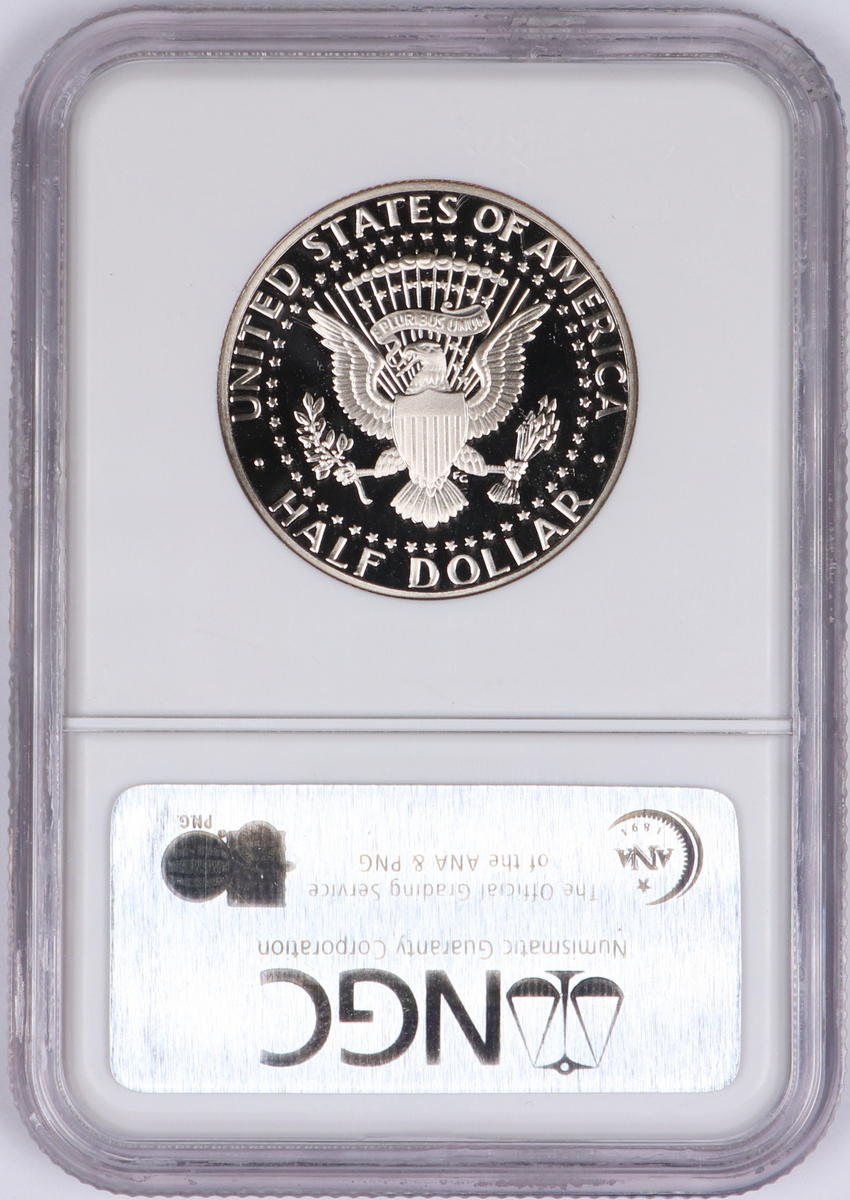 UNITED STATES OF AMERICA
PLURIBUS UNUM
FG
HALF DOLLAR
NGC
Numismatic Guaranty Corporation
The Official Grading Service
of the ANA & PNG
ANA
1891
PNG